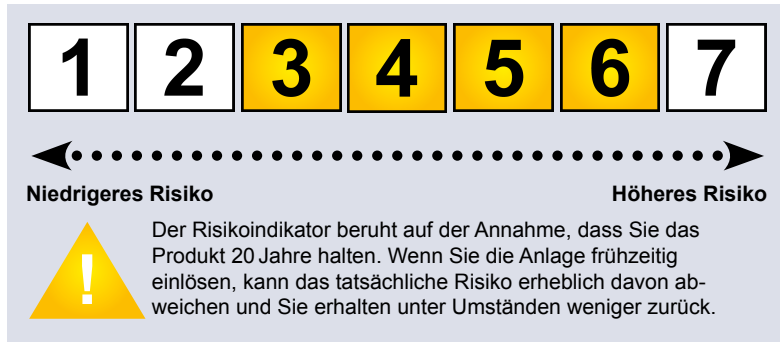 1 2 3 4 5 6 7
Niedrigeres Risiko Höheres Risiko
Der Risikoindikator beruht auf der Annahme, dass Sie das
Produkt 20 Jahre halten. Wenn Sie die Anlage frühzeitig
einlösen, kann das tatsächliche Risiko erheblich davon ab-
weichen und Sie erhalten unter Umständen weniger zurück.
!